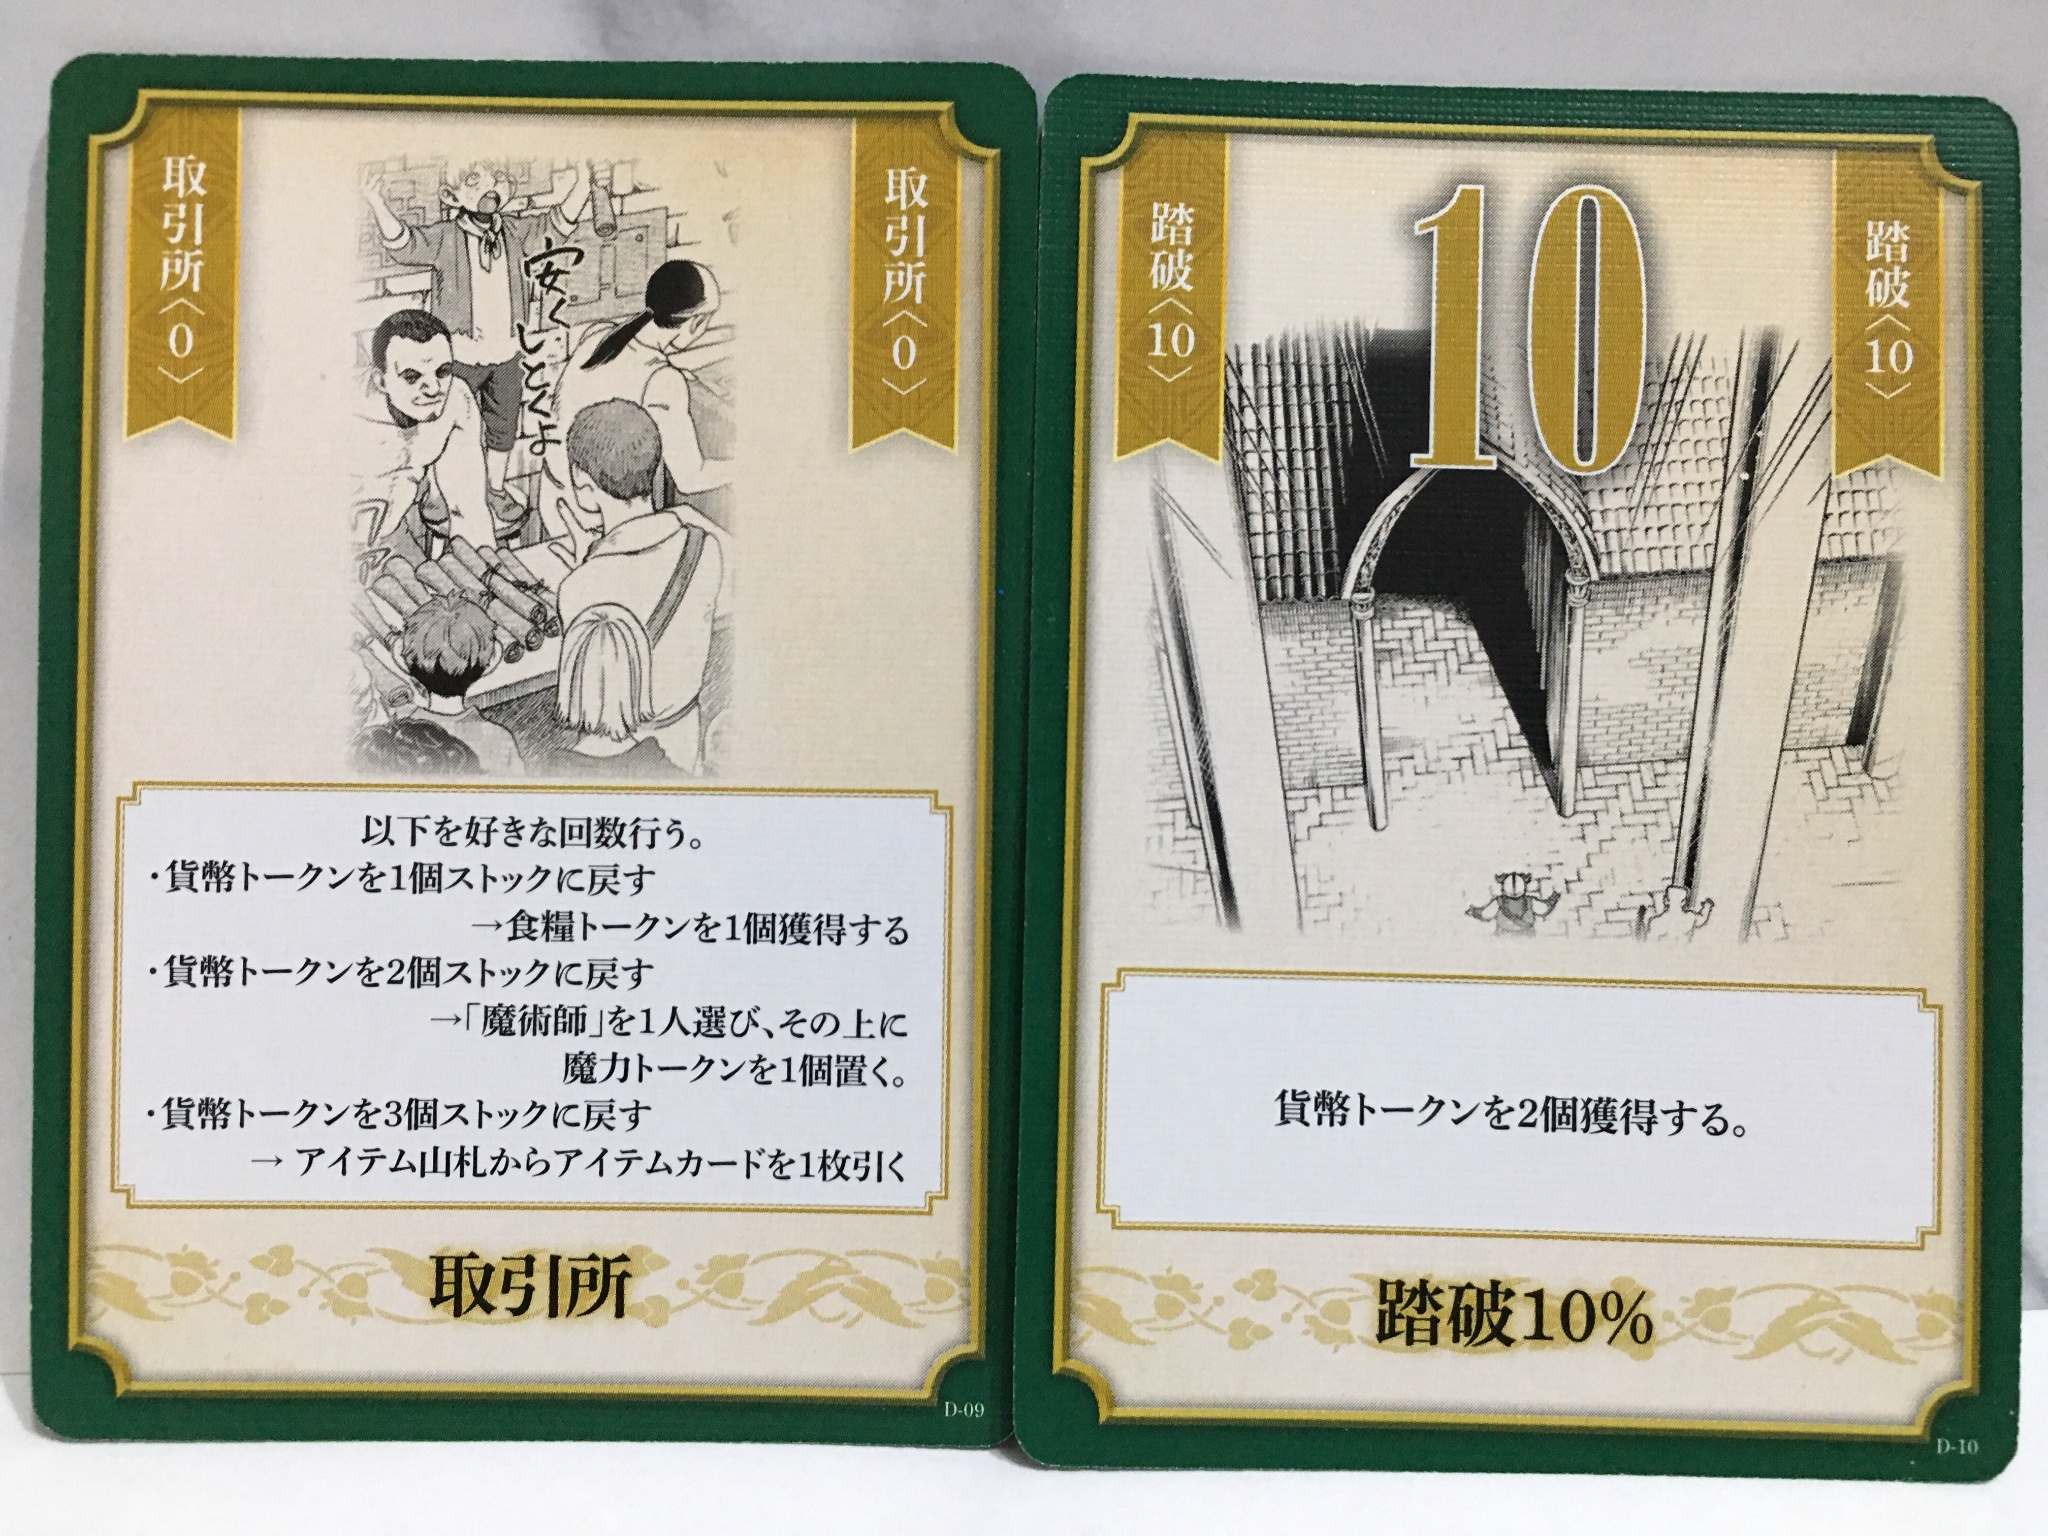 取引所〈0〉
取引所〈0〉
安く
しとくよ
以下を好きな回数行う。
・貨幣トークンを1個ストックに戻す
→食糧トークンを1個獲得する
・貨幣トークンを2個ストックに戻す
→「魔術師」を1人選び、その上に
魔力トークンを1個置く。
・貨幣トークンを3個ストックに戻す
→ アイテム山札からアイテムカードを1枚引く
取引所
D-09
踏破〈10〉
10
踏破〈10〉
貨幣トークンを2個獲得する。
踏破10%
D-10